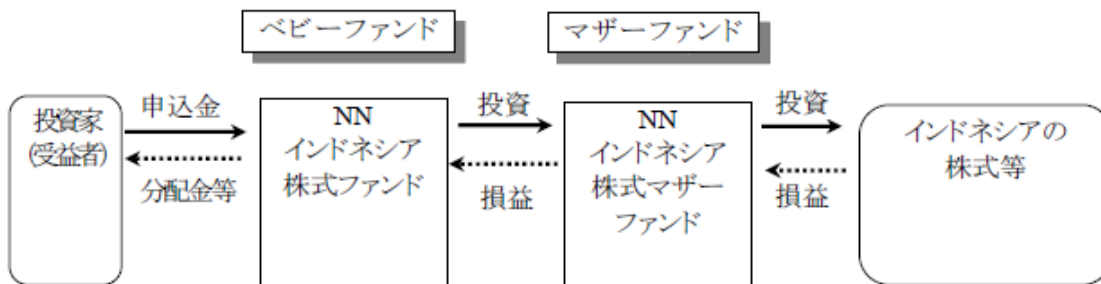 ベビーファンド
マザーファンド
投資家
(受益者)
申込金
分配金等
NN
インドネシア
株式ファンド
投資
損益
NN
インドネシア
株式マザー
ファンド
投資
損益
インドネシアの
株式等